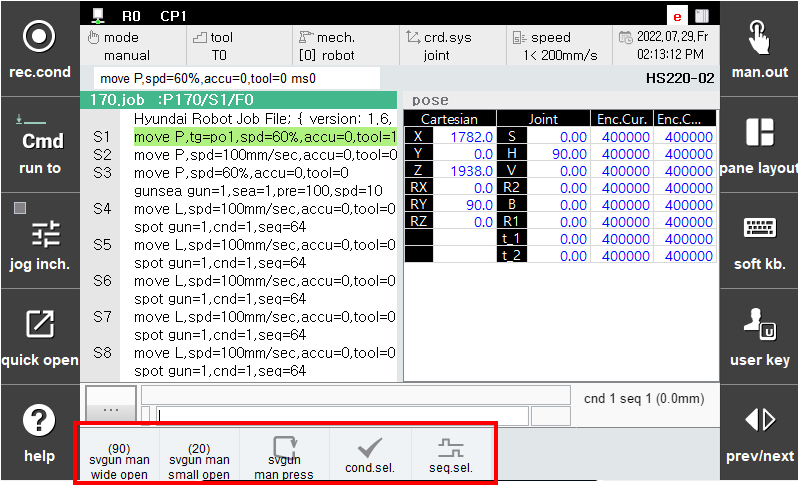 R0 CP1
e
mode
manual
tool
T0
mech.
[0] robot
crd.sys
joint
speed
1< 200mm/s
2022,07,29,Fr
02:13:12 PM
move P,spd=60%,accu=0,tool=0 ms0
HS220-02
170.job :P170/S1/F0
Hyundai Robot Job File; { version: 1,6,
S1 move P,tg=po1,spd=60%,accu=0,tool=1
S2 move P,spd=100mm/sec,accu=0,tool=0
S3 move P,spd=60%,accu=0,tool=0
gunsea gun=1,sea=1,pre=100,spd=10
S4 move L,spd=100mm/sec,accu=0,tool=0
spot gun=1,cnd=1,seq=64
S5 move L,spd=100mm/sec,accu=0,tool=0
spot gun=1,cnd=1,seq=64
S6 move L,spd=100mm/sec,accu=0,tool=0
spot gun=1,cnd=1,seq=64
S7 move L,spd=100mm/sec,accu=0,tool=0
spot gun=1,cnd=1,seq=64
S8 move L,spd=100mm/sec,accu=0,tool=0
spot gun=1,cnd=1,seq=64
pose
Cartesian Joint Enc.Cur. Enc.C...
X 1782.0 S 0.00 400000 400000
Y 0.0 H 90.00 400000 400000
Z 1938.0 V 0.00 400000 400000
RX 0.0 R2 0.00 400000 400000
RY 90.0 B 0.00 400000 400000
RZ 0.0 R1 0.00 400000 400000
t_1 0.00 400000 400000
t_2 0.00 400000 400000
...
cnd 1 seq 1 (0.0mm)
(90)
svgun man
wide open
(20)
svgun man
small open
svgun
man press
cond.sel.
seq.sel.
rec.cond
Cmd
run to
jog inch.
quick open
?
help
man.out
pane layout
soft kb.
U
user key
prev/next